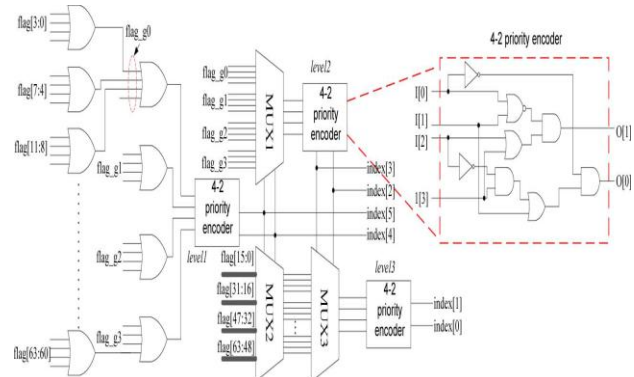 flag[3:0]
flag_g0
flag[7:4]
flag[11:8]
flag_g1
flag_g2
flag_g3
flag[63:60]
4-2
priority
encoder
level1
flag_g0
flag_g1
flag_g2
flag_g3
MUX1
level2
4-2
priority
encoder
index[3]
index[2]
index[5]
index[4]
flag[15:0]
flag[31:16]
flag[47:32]
flag[63:48]
MUX2
MUX3
level3
4-2
priority
encoder
index[1]
index[0]
4-2 priority encoder
I[0]
I[1]
I[2]
I[3]
O[1]
O[0]